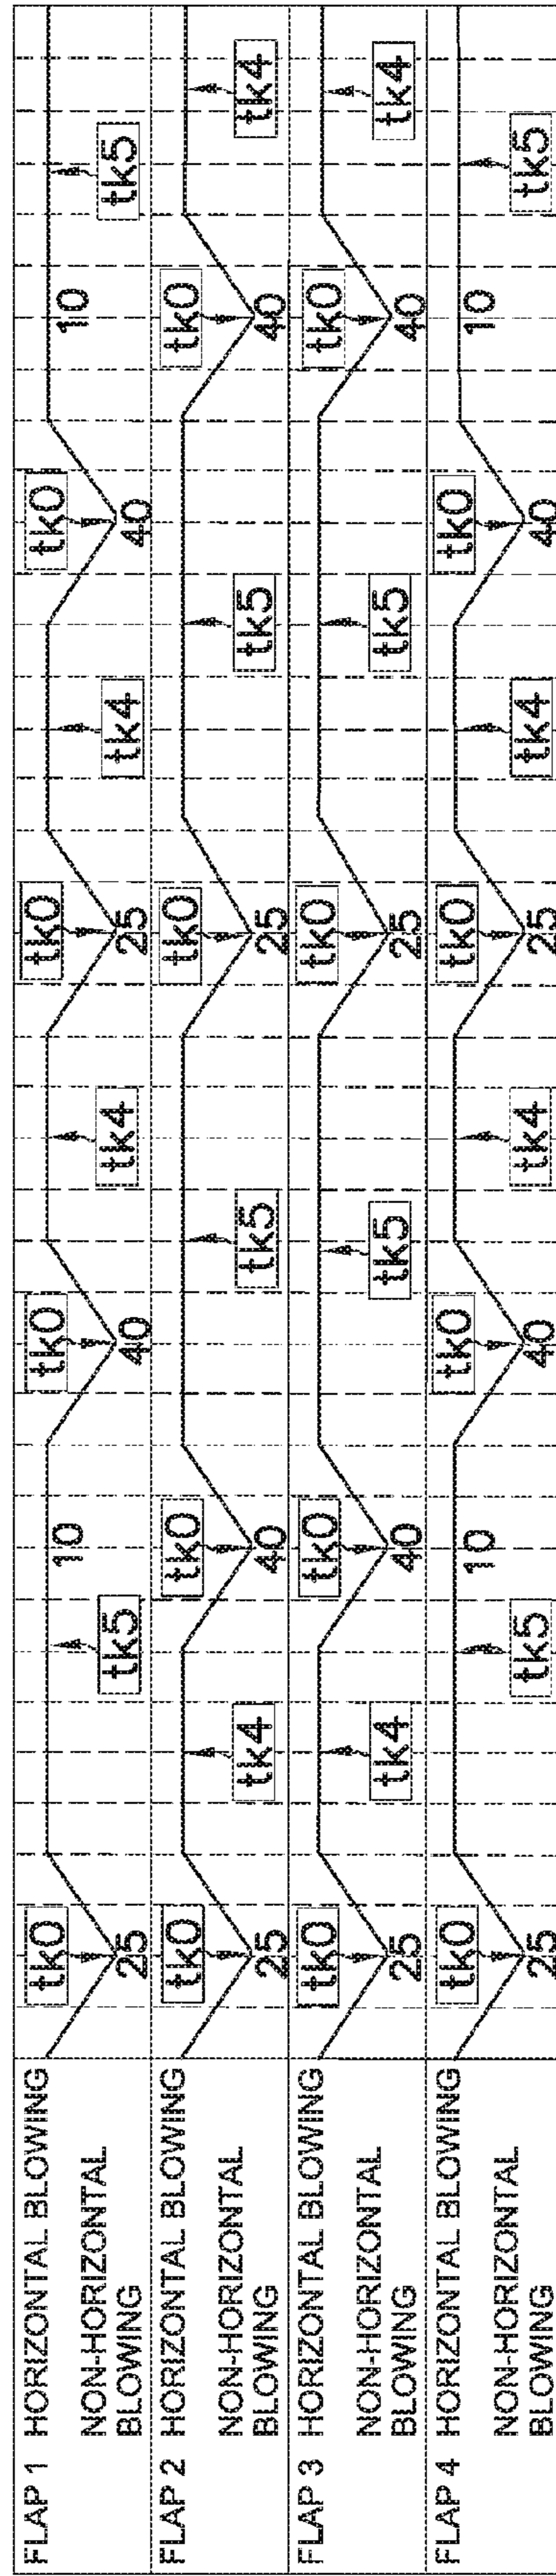 FLAP 1 HORIZONTAL BLOWING tk0 tk0 tk0 tk0
10 10
NON-HORIZONTAL tk5 tk4 tk4 tk5
BLOWING 25 40 25 40
FLAP 2 HORIZONTAL BLOWING tk0 tk0 tk0 tk0
NON-HORIZONTAL tk4 tk5 tk5 tk4
BLOWING 25 40 25 40
FLAP 3 HORIZONTAL BLOWING tk0 tk0 tk0 tk0
NON-HORIZONTAL tk4 tk5 tk5 tk4
BLOWING 25 40 25 40
FLAP 4 HORIZONTAL BLOWING tk0 tk0 tk0 tk0
10 10
NON-HORIZONTAL tk5 tk4 tk4 tk5
BLOWING 25 40 25 40